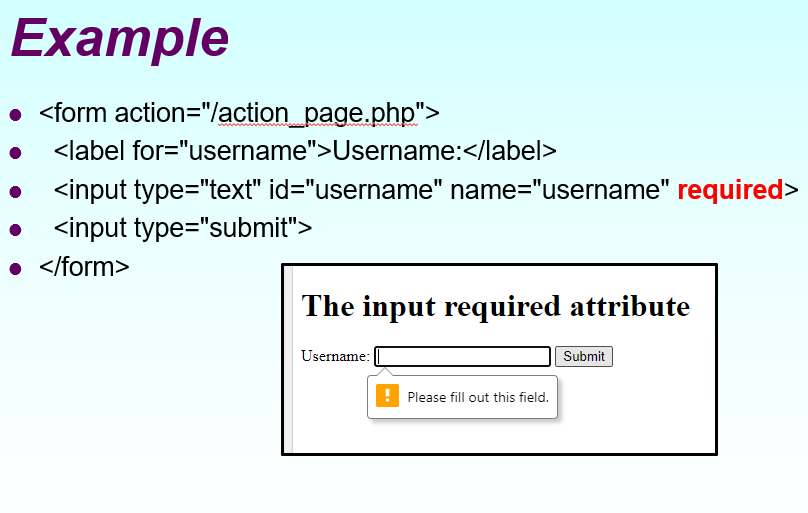 Example
<form action="/action_page.php">
<label for="username">Username:</label>
<input type="text" id="username" name="username" required>
<input type="submit">
</form>
The input required attribute
Username: Submit
! Please fill out this field.